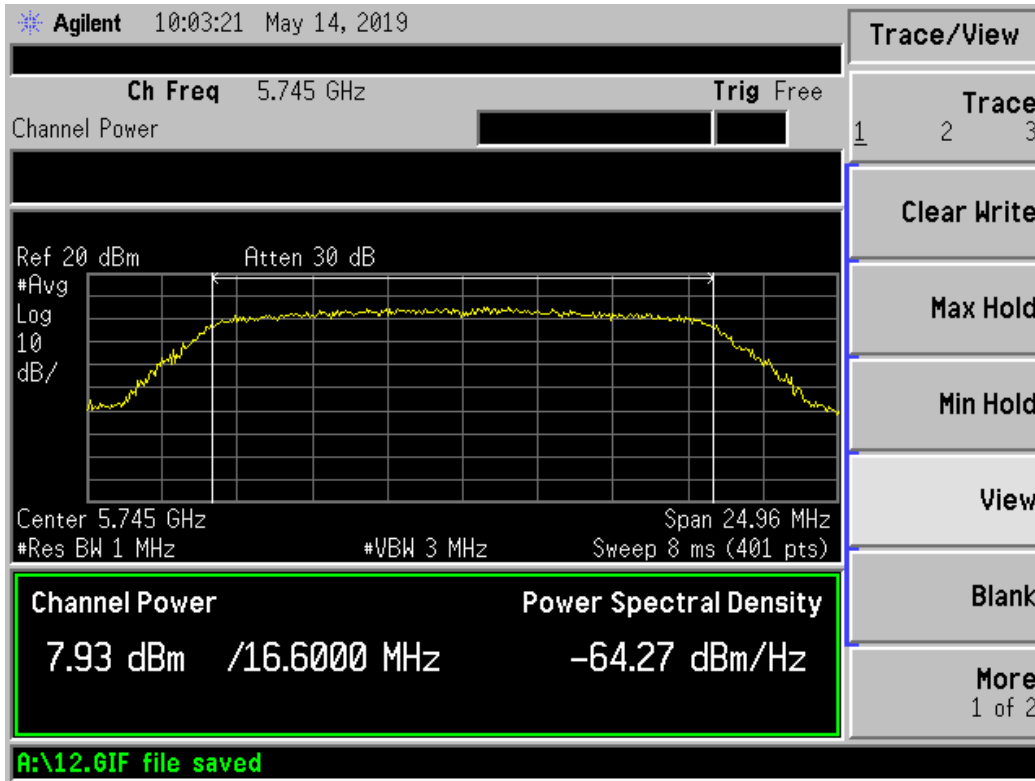 Agilent 10:03:21 May 14, 2019
Trace/View
Ch Freq 5.745 GHz Trig Free
Channel Power
Trace
1 2 3
Clear Write
Max Hold
Min Hold
View
Blank
More
1 of 2
Ref 20 dBm Atten 30 dB
#Avg
Log
10
dB/
Center 5.745 GHz Span 24.96 MHz
#Res BW 1 MHz #VBW 3 MHz Sweep 8 ms (401 pts)
Channel Power Power Spectral Density
7.93 dBm /16.6000 MHz -64.27 dBm/Hz
A:\12.GIF file saved